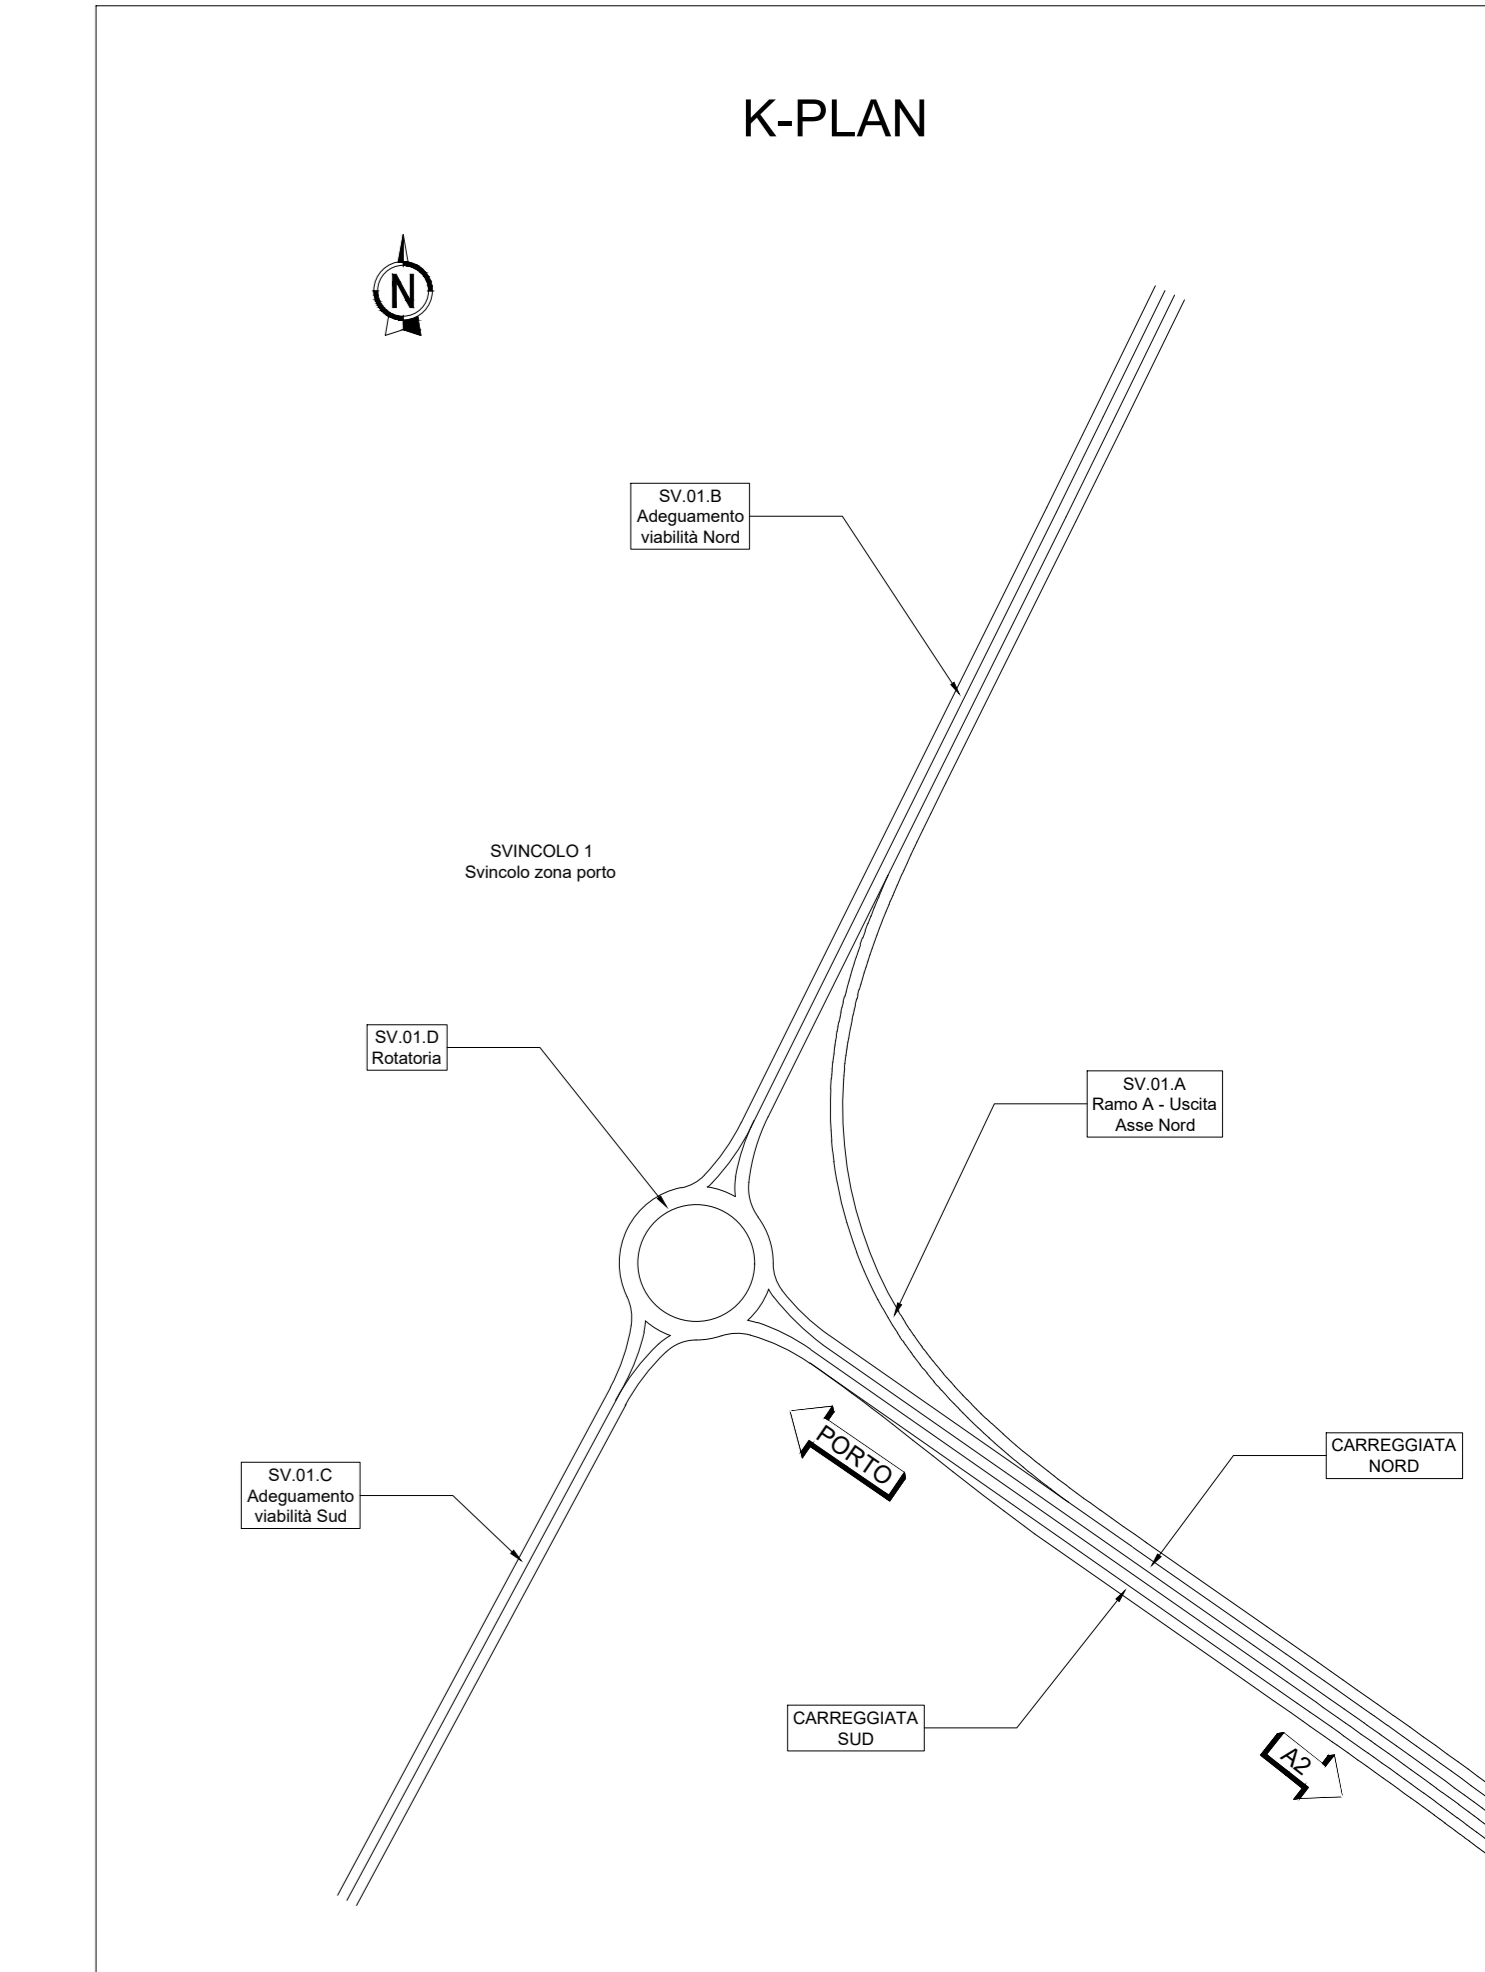 K-PLAN
N
SV.01.B
Adeguamento
viabilità Nord
SVINCOLO 1
Svincolo zona porto
SV.01.D
Rotatoria
SV.01.A
Ramo A - Uscita
Asse Nord
PORTO
CARREGGIATA
NORD
SV.01.C
Adeguamento
viabilità Sud
CARREGGIATA
SUD
A2